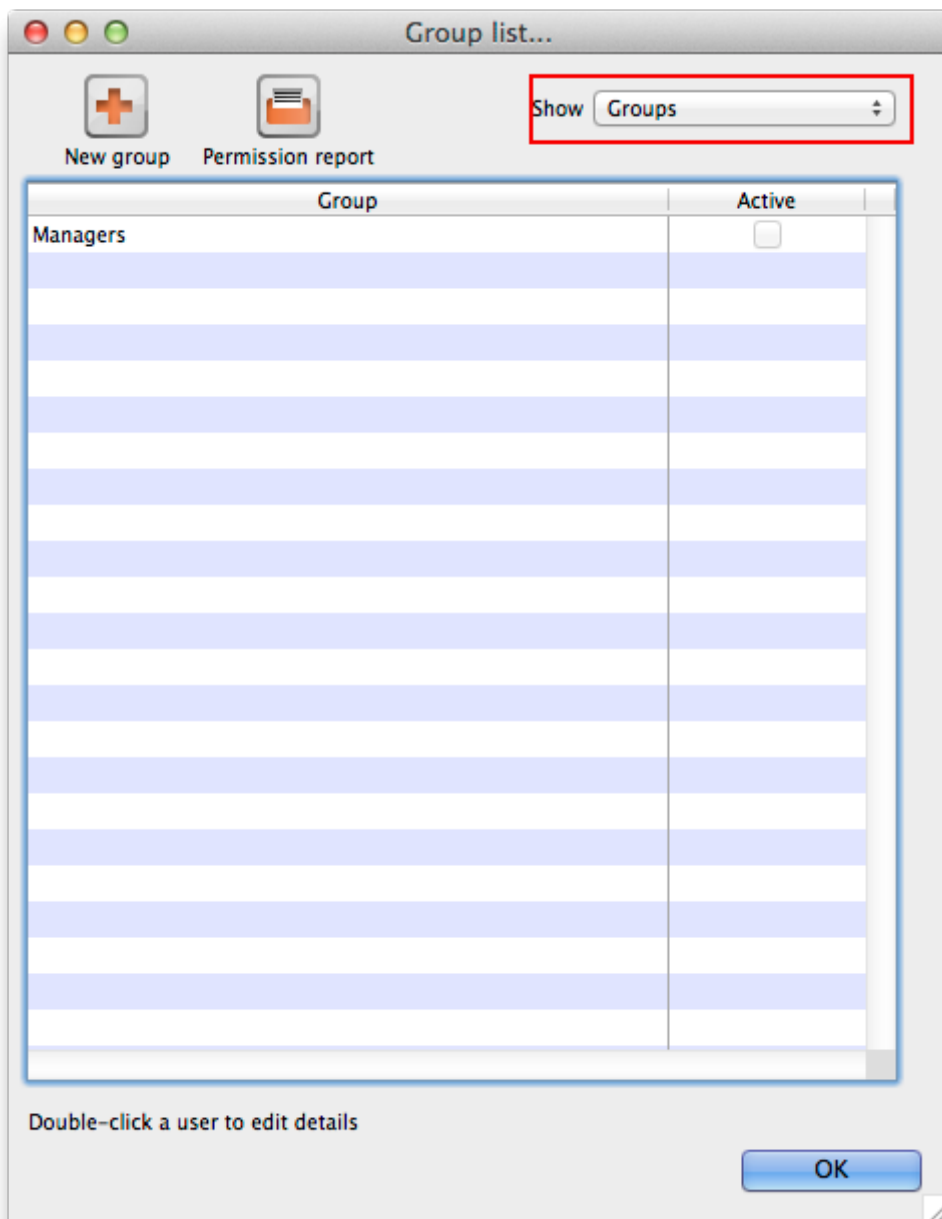 Group list...
Show Groups
New group Permission report
Group Active
Managers
Double-click a user to edit details
OK